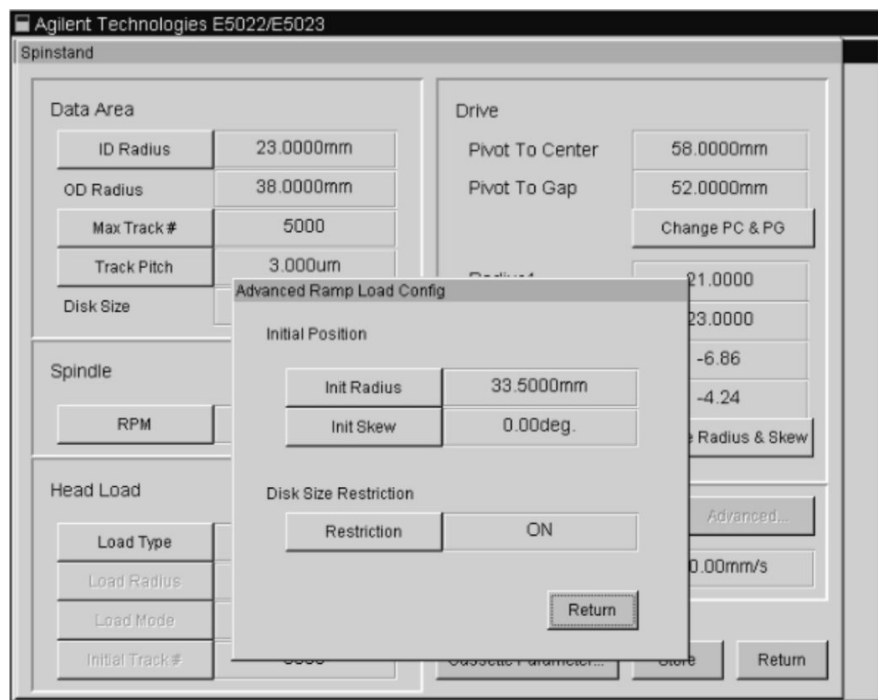 Agilent Technologies E5022/E5023
Spinstand
Data Area
ID Radius 23.0000mm
OD Radius 38.0000mm
Max Track # 5000
Track Pitch 3.000um
Disk Size
Spindle
RPM
Head Load
Load Type
Load Radius
Load Mode
Initial Track #
Drive
Pivot To Center 58.0000mm
Pivot To Gap 52.0000mm
Change PC & PG
21.0000
23.0000
-6.86
-4.24
Radius & Skew
Advanced...
0.00mm/s
Advanced Ramp Load Config
Initial Position
Init Radius 33.5000mm
Init Skew 0.00deg.
Disk Size Restriction
Restriction ON
Return
Cassette Parameter... Store Return